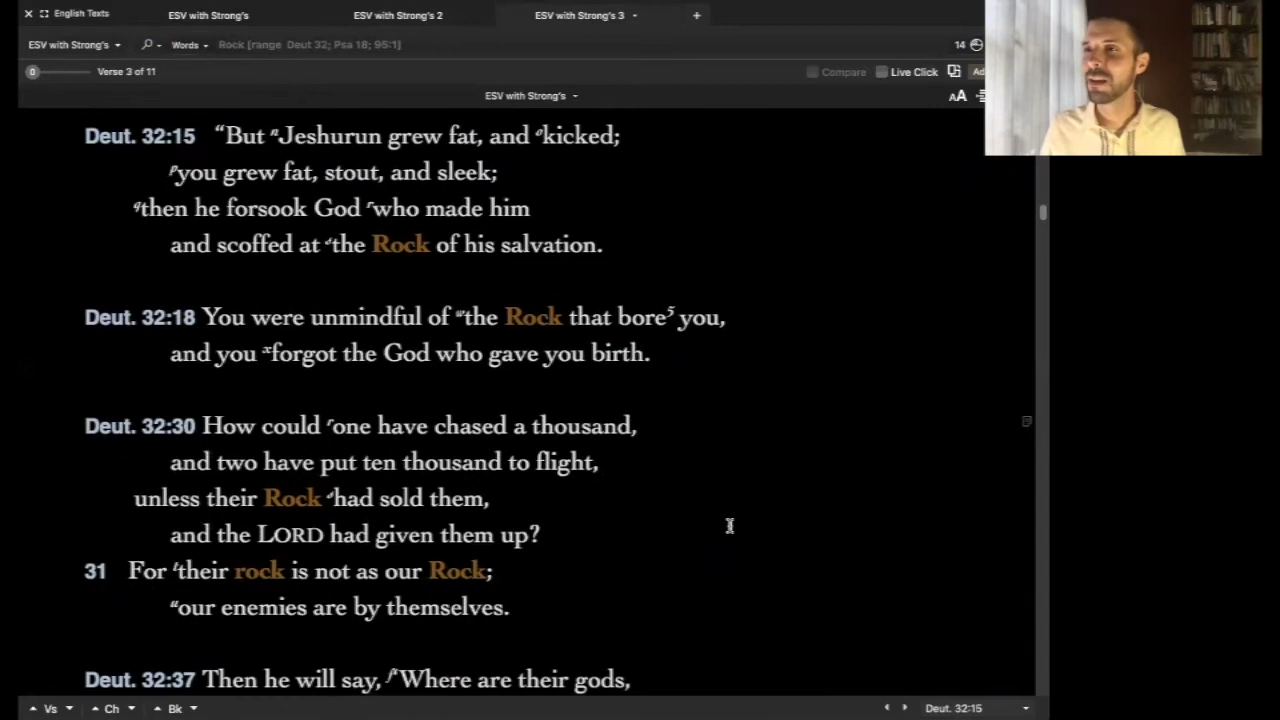 English Texts ESV with Strong's ESV with Strong's 2 ESV with Strong's 3 +
ESV with Strong's Words Rock [range Deut 32; Psa 18; 95:1] 14
0 Verse 3 of 11 Compare Live Click Ad
ESV with Strong's AA
Deut. 32:15 “But Jeshurun grew fat, and kicked;
you grew fat, stout, and sleek;
then he forsook God who made him
and scoffed at the Rock of his salvation.
Deut. 32:18 You were unmindful of the Rock that bore5 you,
and you forgot the God who gave you birth.
Deut. 32:30 How could one have chased a thousand,
and two have put ten thousand to flight,
unless their Rock had sold them,
and the LORD had given them up?
31 For their rock is not as our Rock;
our enemies are by themselves.
Deut. 32:37 Then he will say, “Where are their gods,
Vs Ch Bk Deut. 32:15